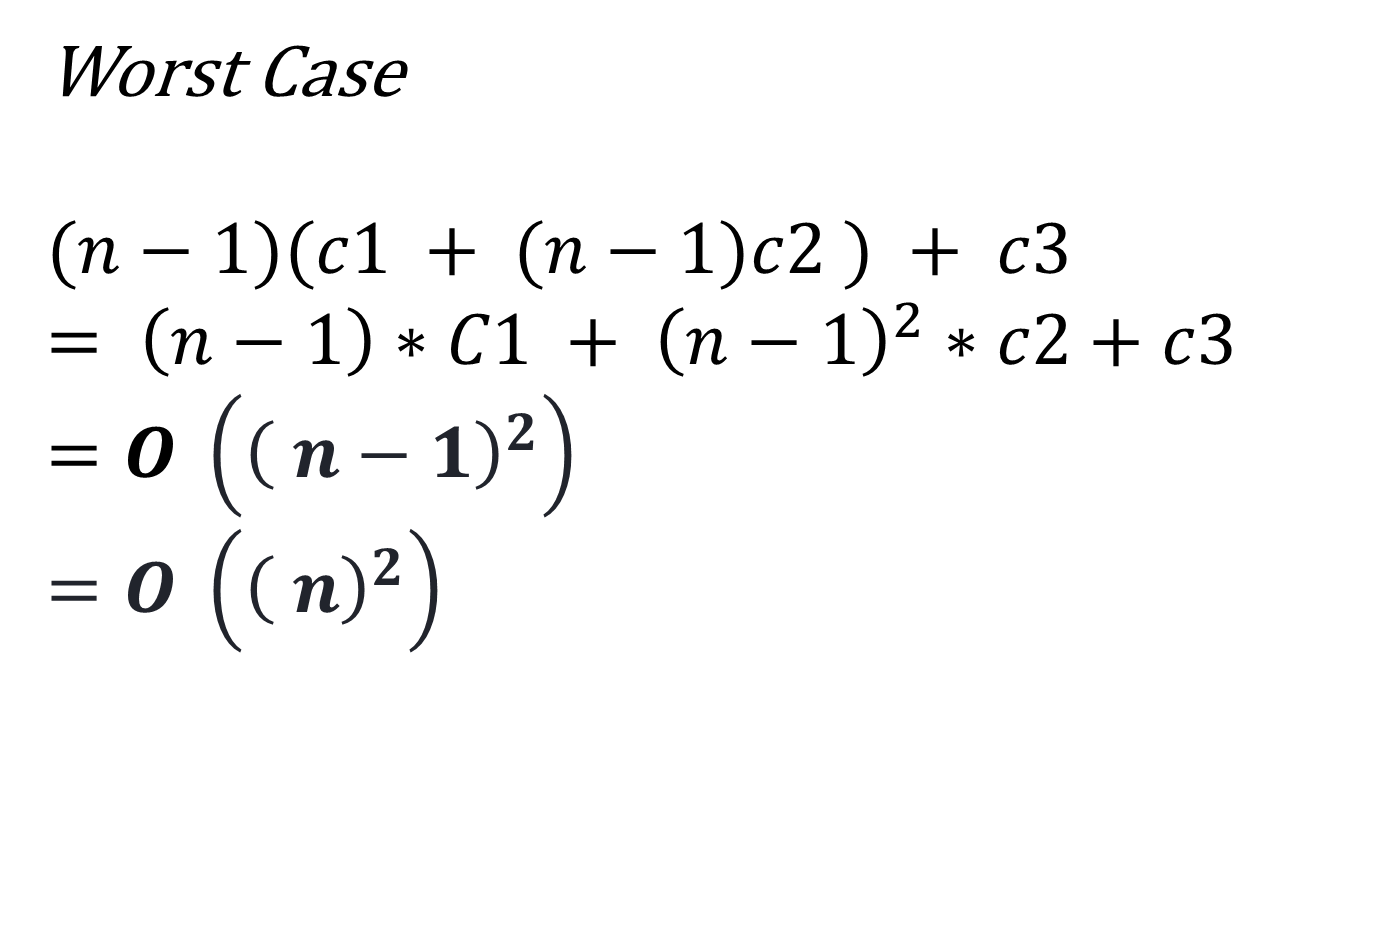 Worst Case
(n − 1)(c1 + (n − 1)c2 ) + c3
= (n − 1) ∗ C1 + (n − 1)² ∗ c2 + c3
= O (( n − 1)²)
= O (( n)²)